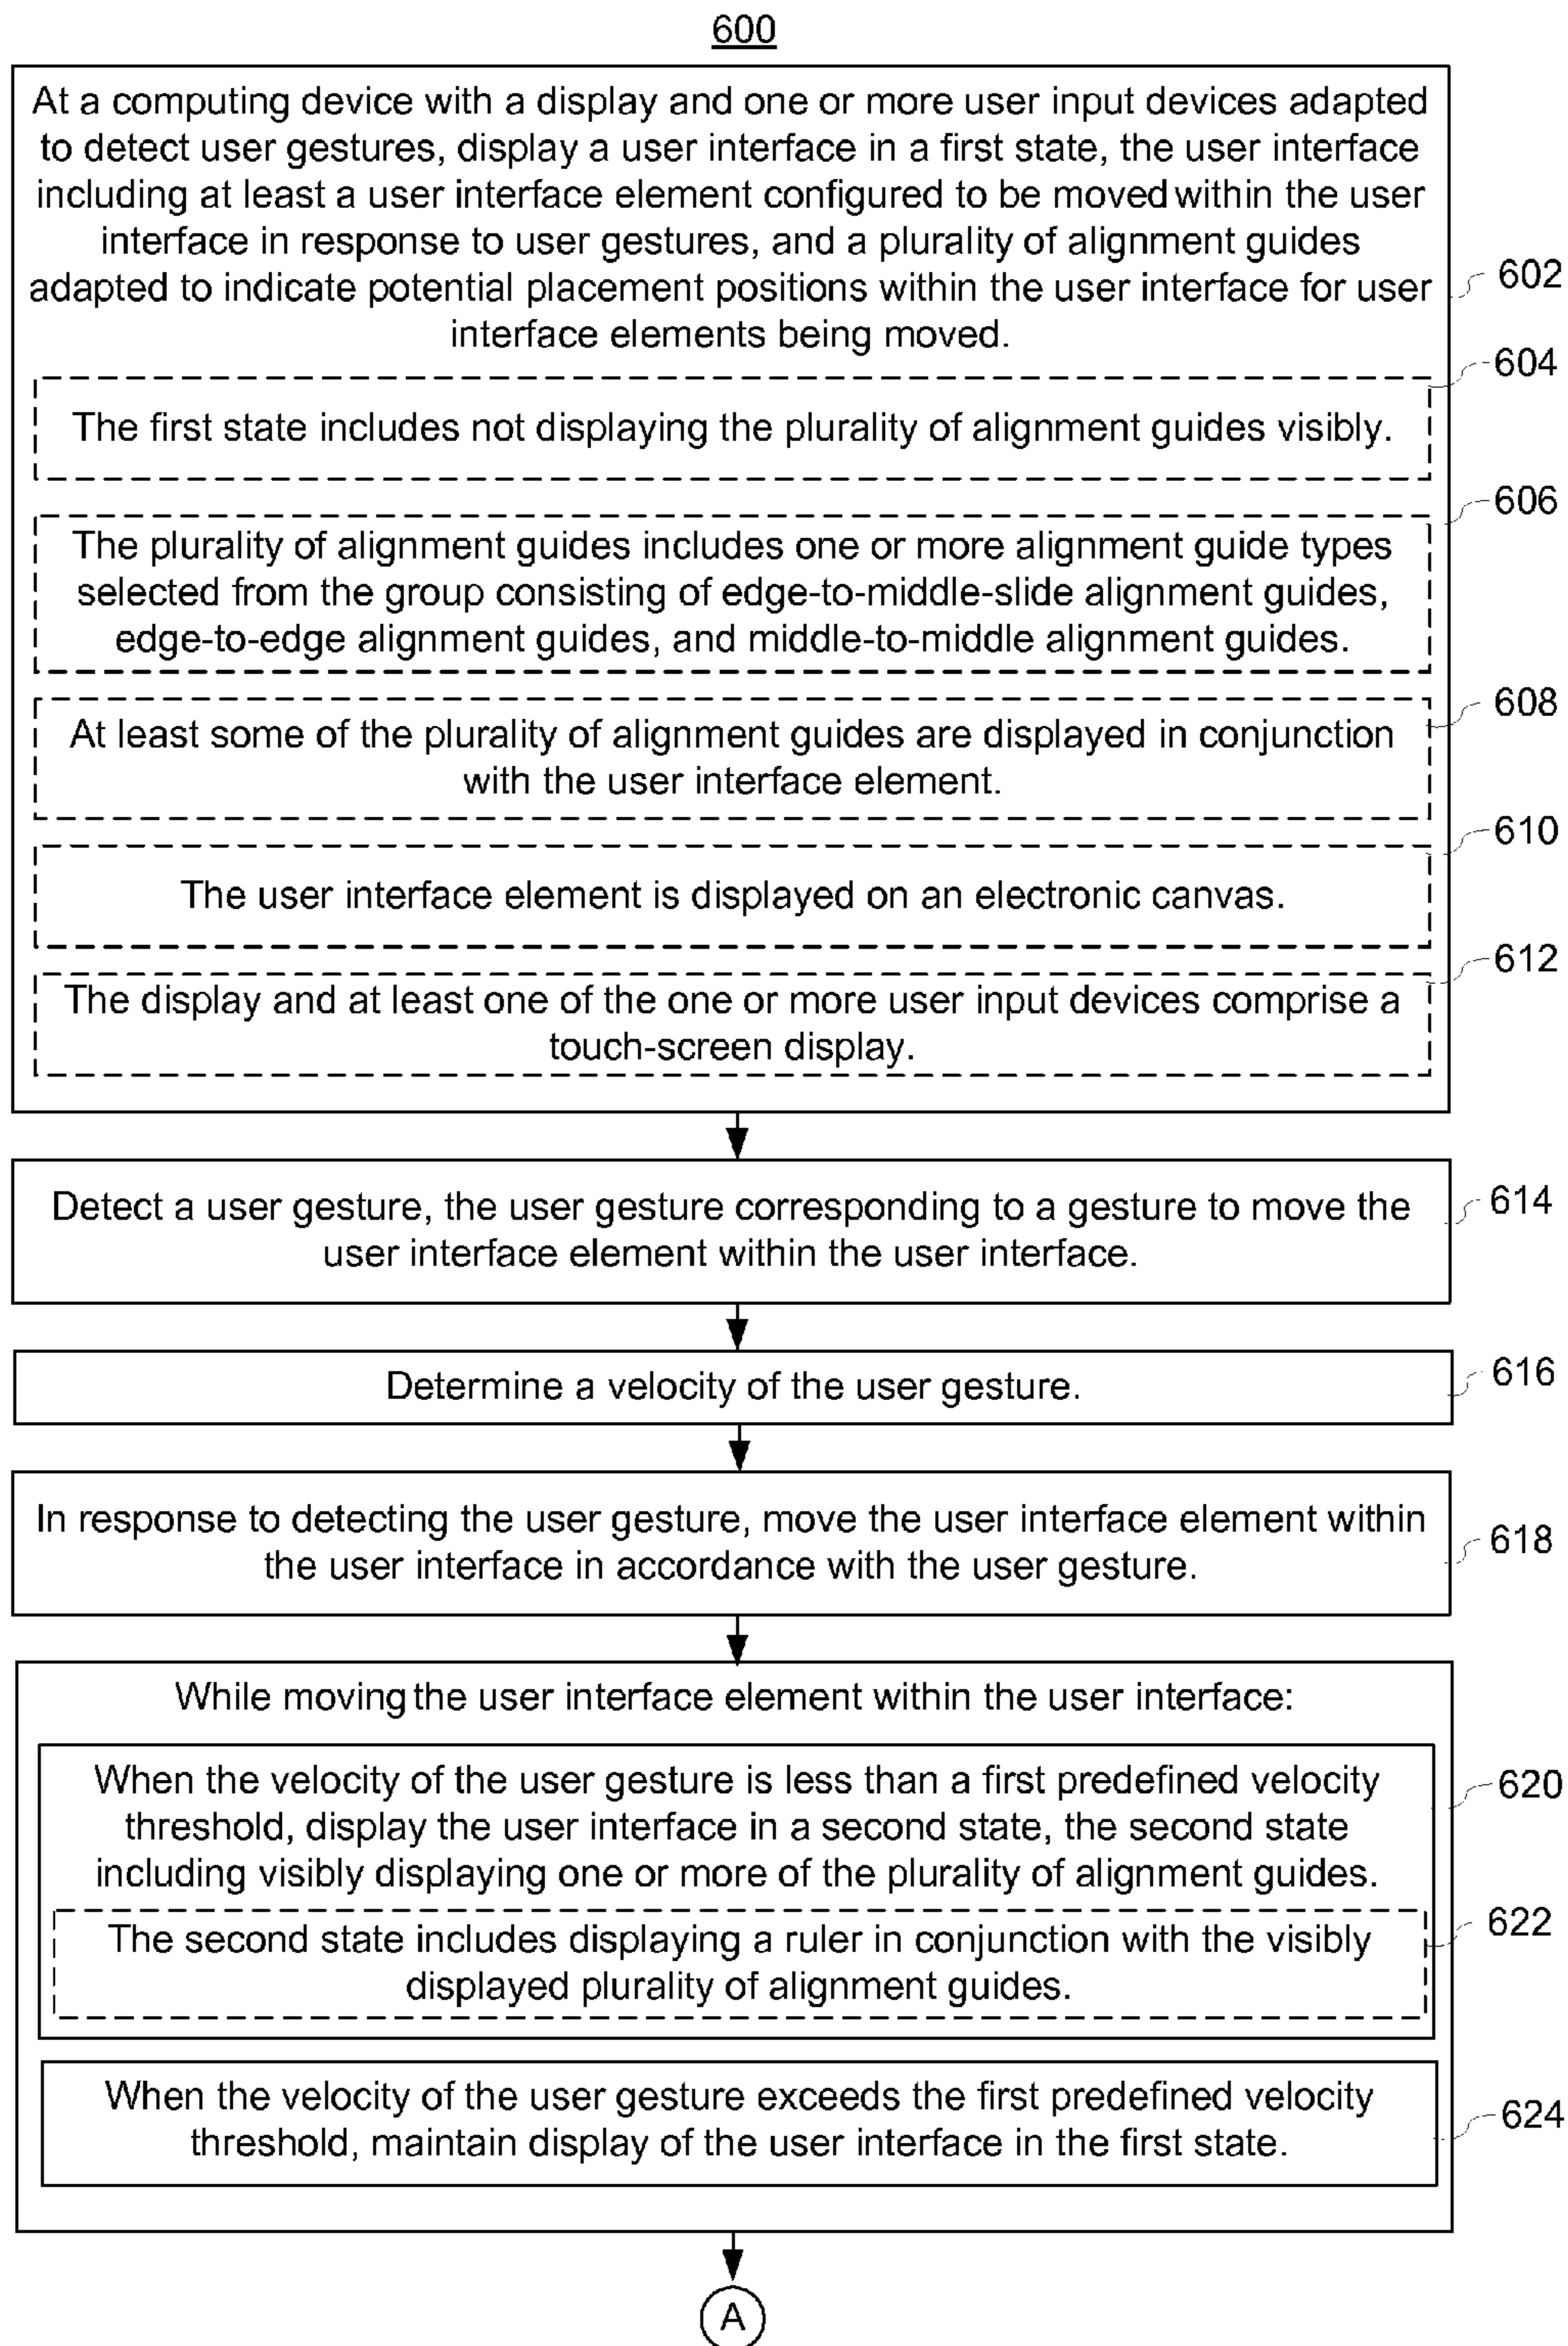 600
At a computing device with a display and one or more user input devices adapted
to detect user gestures, display a user interface in a first state, the user interface
including at least a user interface element configured to be moved within the user
interface in response to user gestures, and a plurality of alignment guides
adapted to indicate potential placement positions within the user interface for user
interface elements being moved.
602
604
The first state includes not displaying the plurality of alignment guides visibly.
606
The plurality of alignment guides includes one or more alignment guide types
selected from the group consisting of edge-to-middle-slide alignment guides,
edge-to-edge alignment guides, and middle-to-middle alignment guides.
608
At least some of the plurality of alignment guides are displayed in conjunction
with the user interface element.
610
The user interface element is displayed on an electronic canvas.
612
The display and at least one of the one or more user input devices comprise a
touch-screen display.
Detect a user gesture, the user gesture corresponding to a gesture to move the
user interface element within the user interface.
614
Determine a velocity of the user gesture.
616
In response to detecting the user gesture, move the user interface element within
the user interface in accordance with the user gesture.
618
While moving the user interface element within the user interface:
When the velocity of the user gesture is less than a first predefined velocity
threshold, display the user interface in a second state, the second state
including visibly displaying one or more of the plurality of alignment guides.
620
The second state includes displaying a ruler in conjunction with the visibly
displayed plurality of alignment guides.
622
When the velocity of the user gesture exceeds the first predefined velocity
threshold, maintain display of the user interface in the first state.
624
A